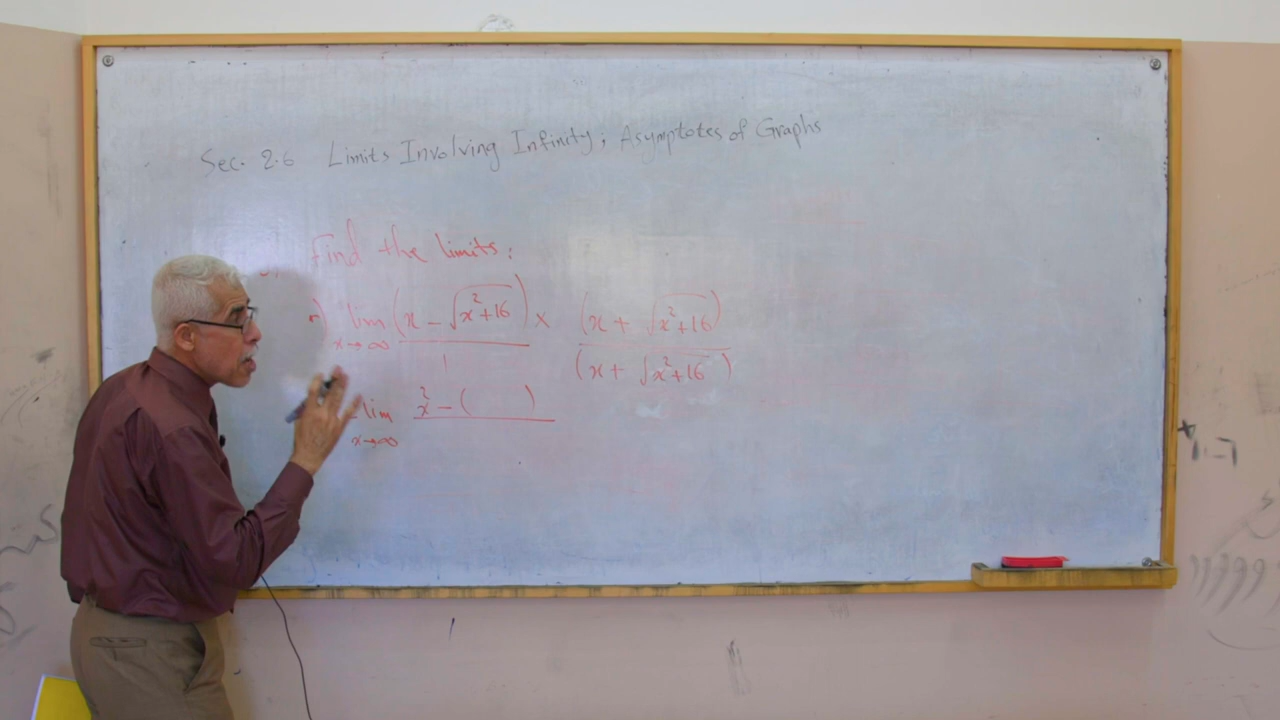 Sec. 2.6 Limits Involving Infinity; Asymptotes of Graphs
Find the limits:
lim x→∞ (x - √(x²+16))/1 × (x + √(x²+16))/(x + √(x²+16))
= lim x→∞ x² - ( )